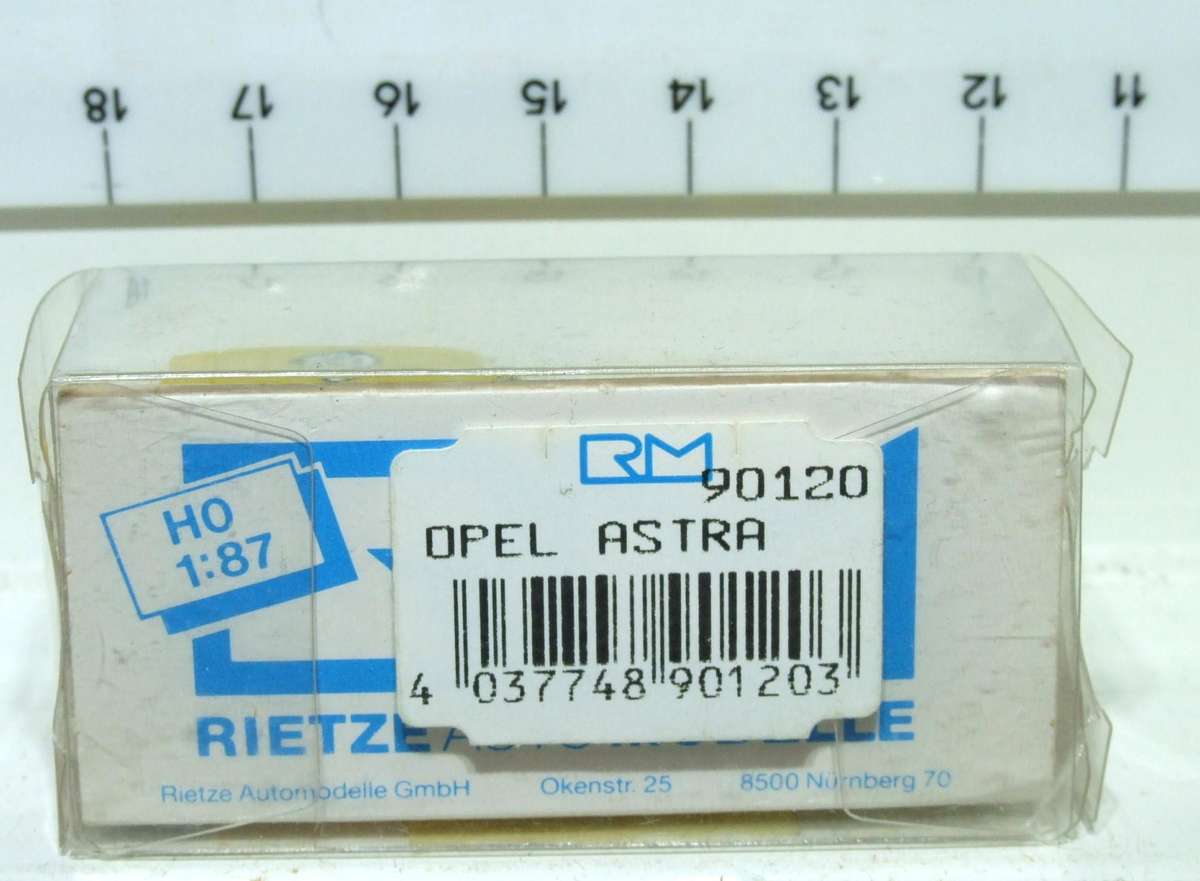 18 17 16 15 14 13 12 11
H0
1:87
RM
90120
OPEL ASTRA
4 037748 901203
RIETZE AUTOMODELLE
Rietze Automodelle GmbH Okenstr. 25 8500 Nürnberg 70